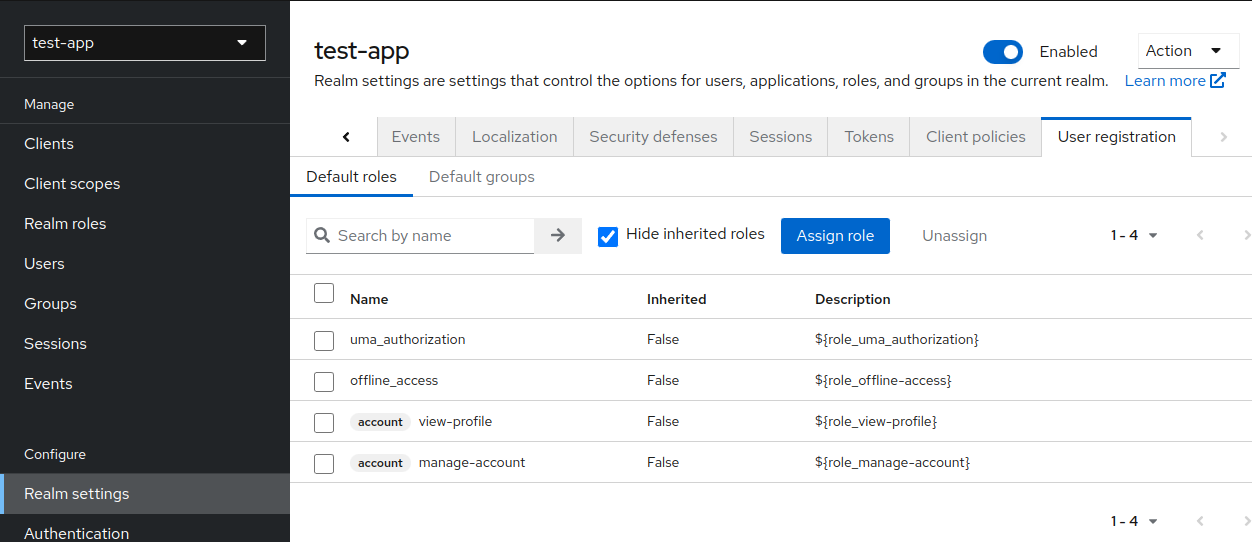 test-app
Manage
Clients
Client scopes
Realm roles
Users
Groups
Sessions
Events
Configure
Realm settings
Authentication
test-app
Enabled
Action
Realm settings are settings that control the options for users, applications, roles, and groups in the current realm. Learn more
Events Localization Security defenses Sessions Tokens Client policies User registration
Default roles Default groups
Search by name Hide inherited roles Assign role Unassign 1 - 4
Name Inherited Description
uma_authorization False ${role_uma_authorization}
offline_access False ${role_offline-access}
account view-profile False ${role_view-profile}
account manage-account False ${role_manage-account}
1 - 4